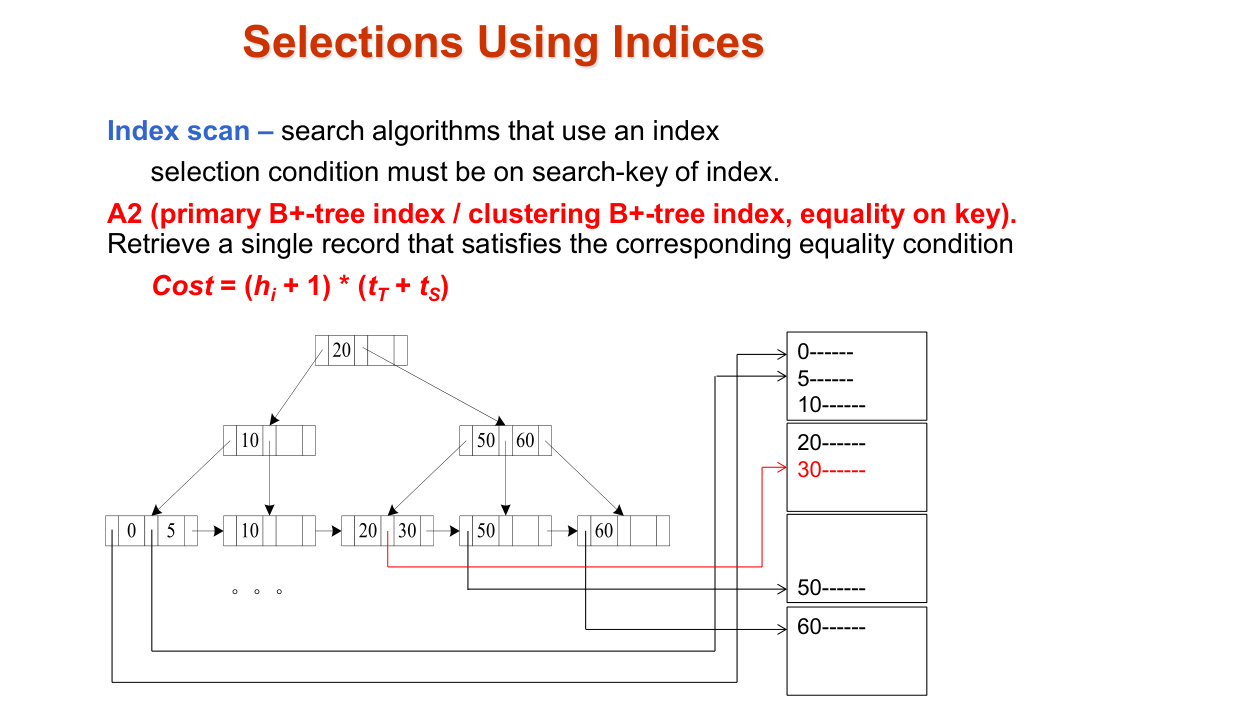 Selections Using Indices
Index scan – search algorithms that use an index
selection condition must be on search-key of index.
A2 (primary B+-tree index / clustering B+-tree index, equality on key).
Retrieve a single record that satisfies the corresponding equality condition
Cost = (hi + 1) * (tT + tS)
20
10
50 60
0 5
10
20 30
50
60
。。。
0------
5------
10------
20------
30------
50------
60------